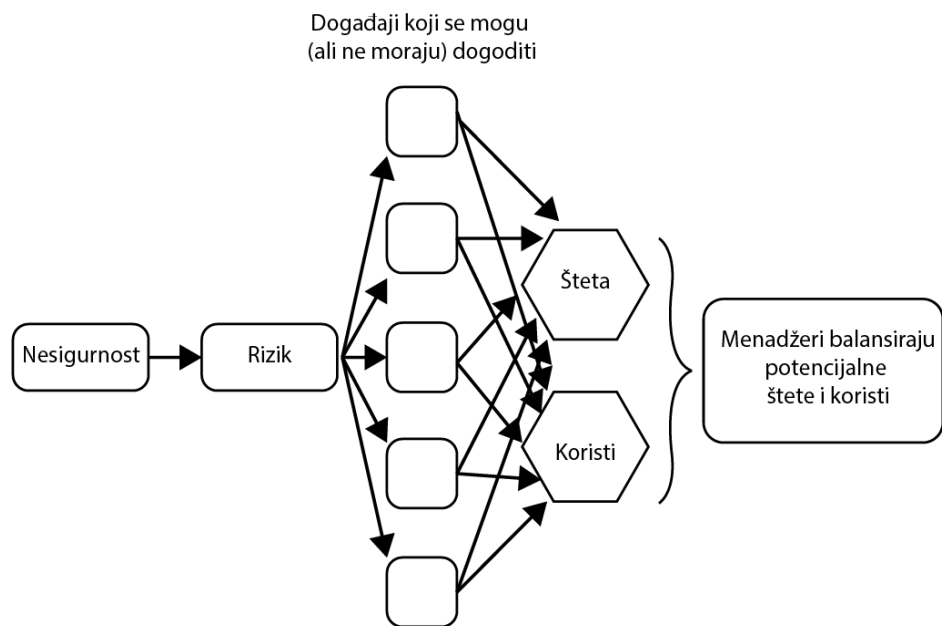 Događaji koji se mogu
(ali ne moraju) dogoditi
Nesigurnost
Rizik
Šteta
Koristi
Menadžeri balansiraju
potencijalne
štete i koristi